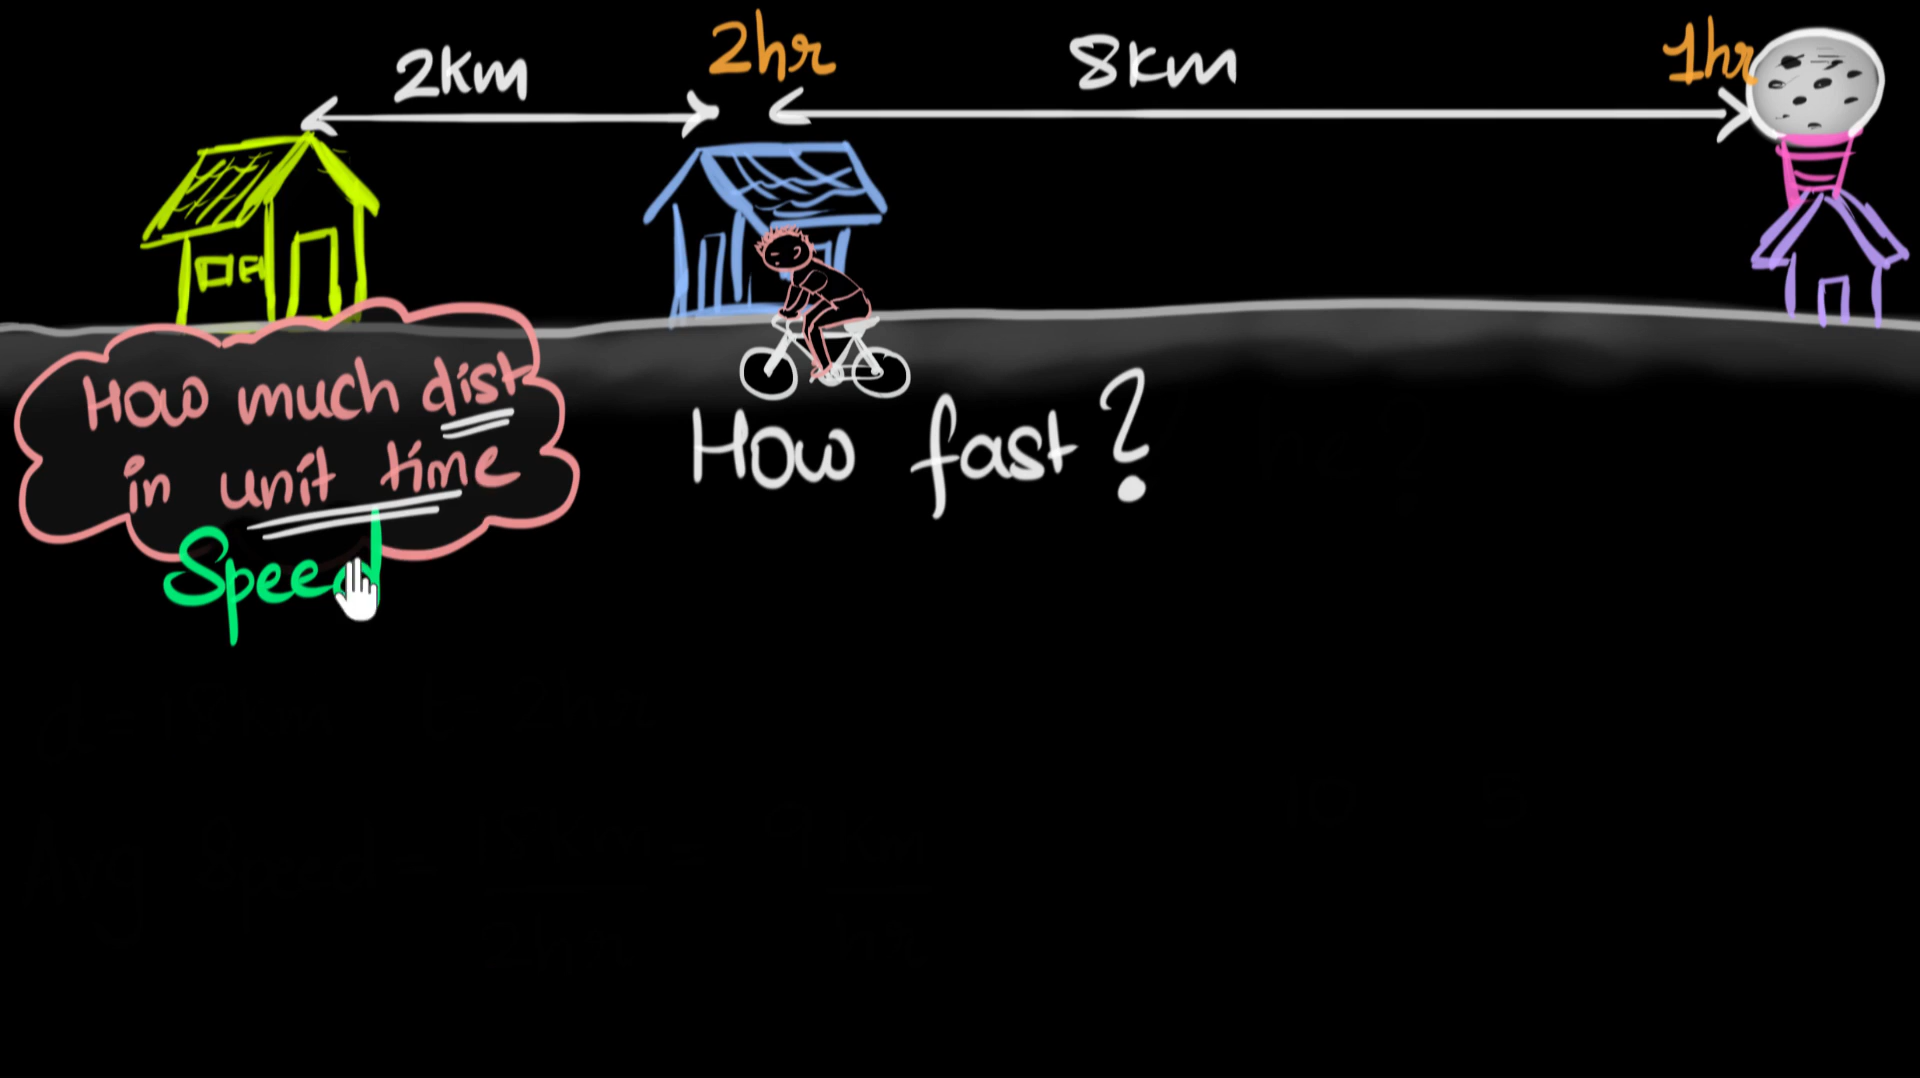 2km
2hr
8km
1hr
How much dist
in unit time
Speed
How fast?